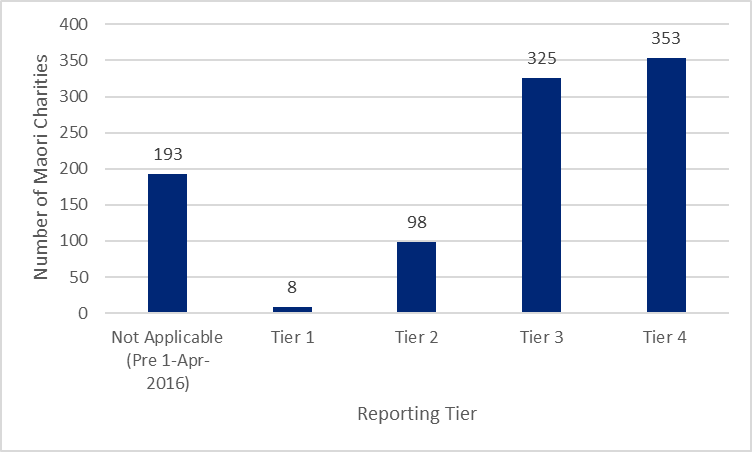 Number of Maori Charities
400
350
300
250
200
150
100
50
0
193
8
98
325
353
Not Applicable
(Pre 1-Apr-
2016)
Tier 1
Tier 2
Tier 3
Tier 4
Reporting Tier